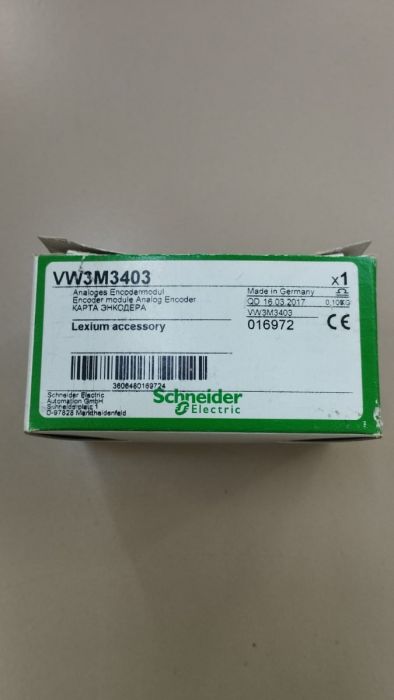 VW3M3403
x1
Analoges Encodermodul
Encoder module Analog Encoder
КАРТА ЭНКОДЕРА
Made in Germany
QD 16.03.2017
0,100KG
VW3M3403
016972
CE
Lexium accessory
3606480169724
Schneider Electric
Automation GmbH
Schneiderplatz 1
D-97828 Marktheidenfeld
Schneider
Electric